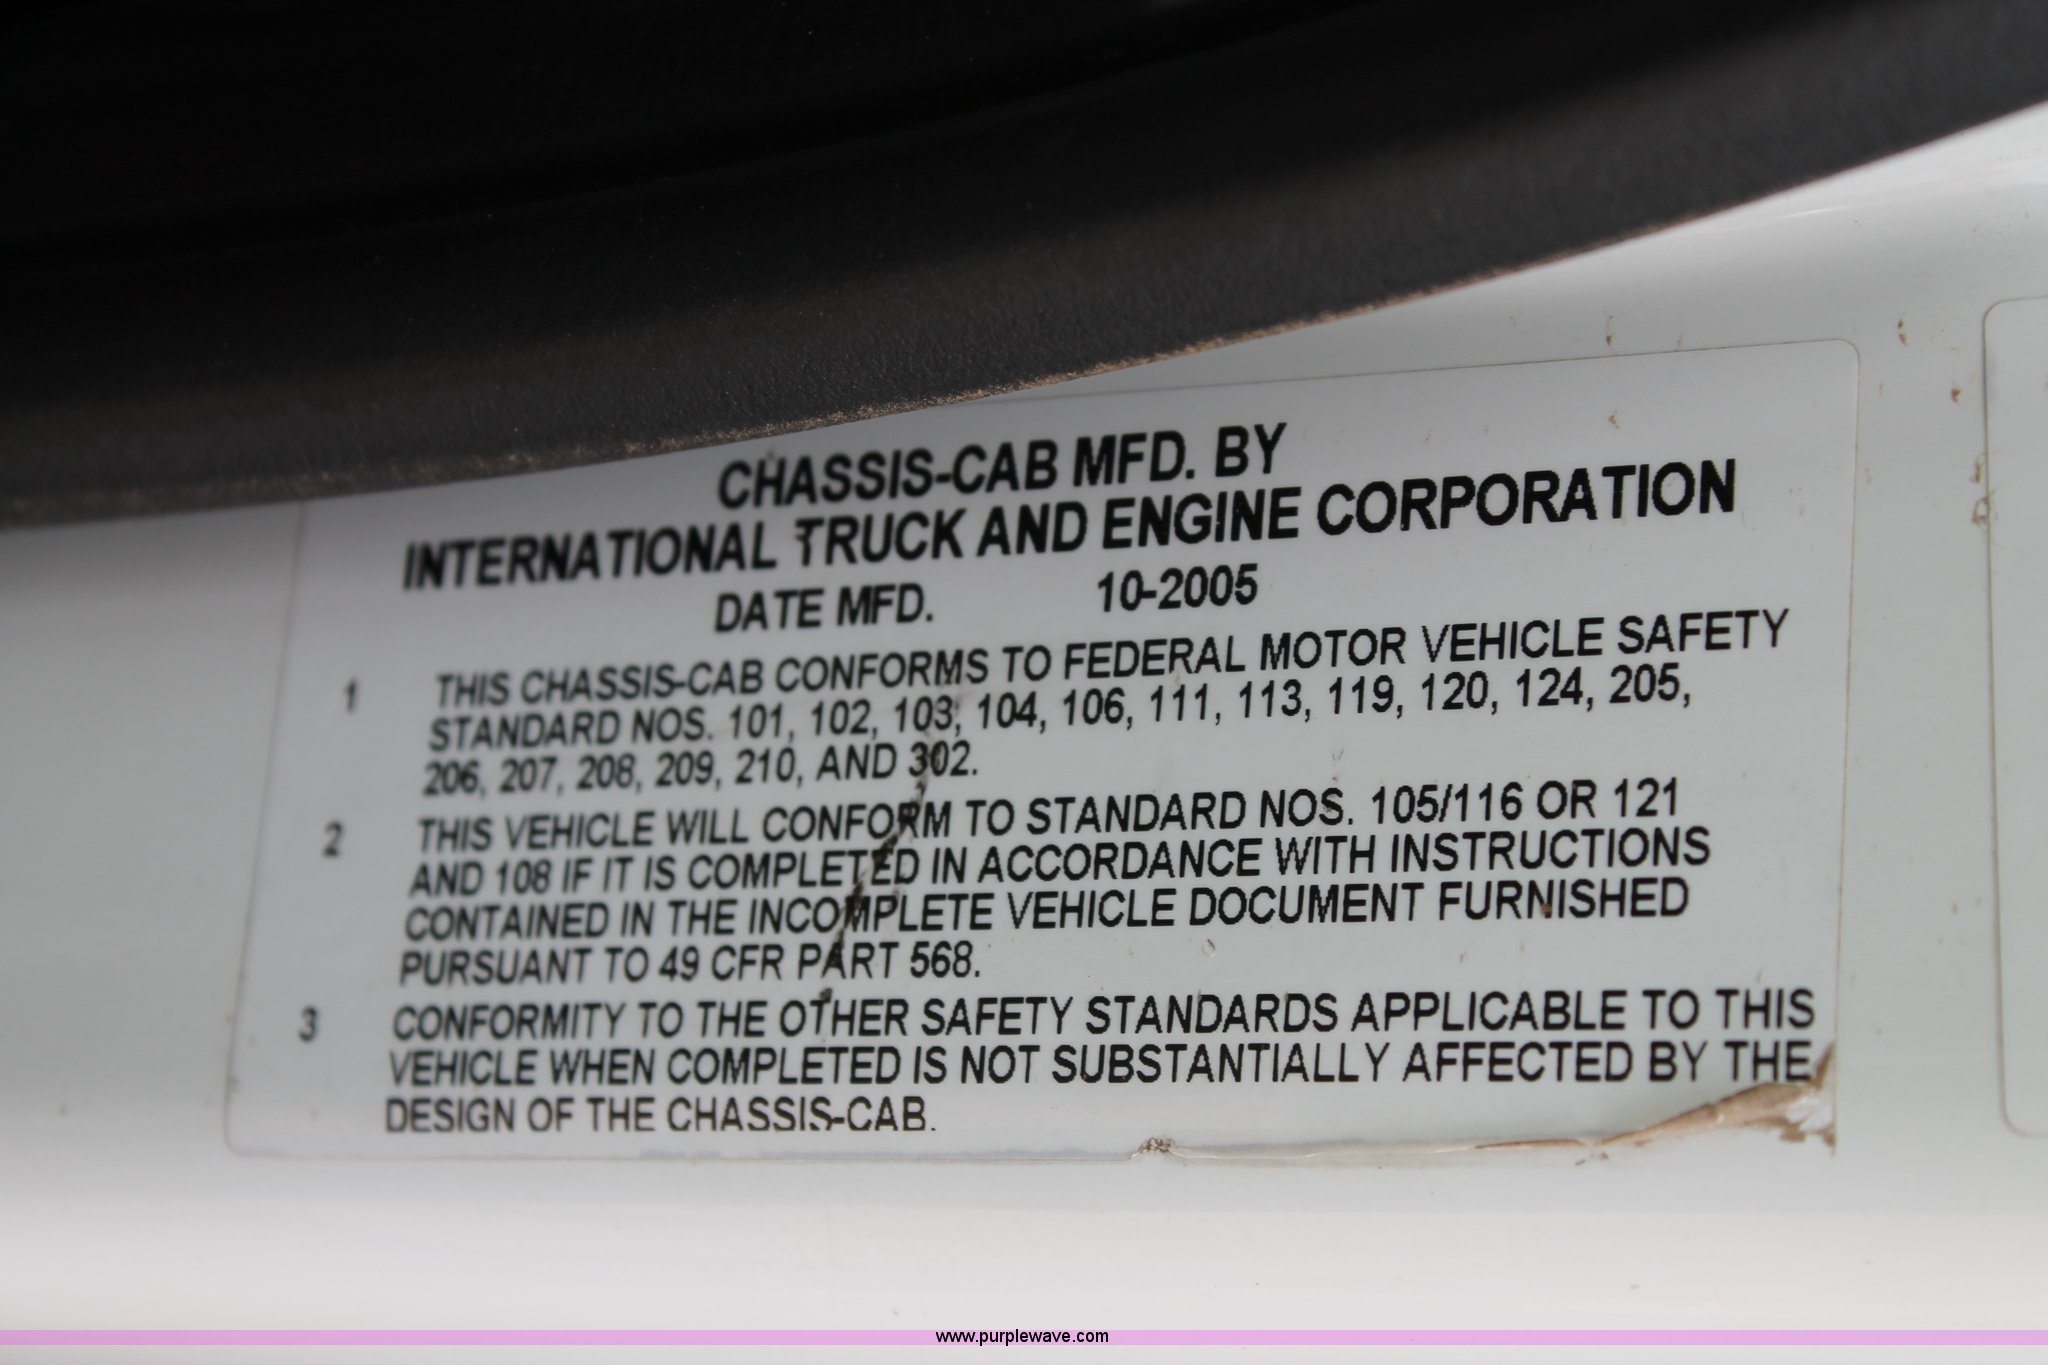 CHASSIS-CAB MFD. BY
INTERNATIONAL TRUCK AND ENGINE CORPORATION
DATE MFD. 10-2005
1 THIS CHASSIS-CAB CONFORMS TO FEDERAL MOTOR VEHICLE SAFETY
STANDARD NOS. 101, 102, 103, 104, 106, 111, 113, 119, 120, 124, 205,
206, 207, 208, 209, 210, AND 302.
2 THIS VEHICLE WILL CONFORM TO STANDARD NOS. 105/116 OR 121
AND 108 IF IT IS COMPLETED IN ACCORDANCE WITH INSTRUCTIONS
CONTAINED IN THE INCOMPLETE VEHICLE DOCUMENT FURNISHED
PURSUANT TO 49 CFR PART 568.
3 CONFORMITY TO THE OTHER SAFETY STANDARDS APPLICABLE TO THIS
VEHICLE WHEN COMPLETED IS NOT SUBSTANTIALLY AFFECTED BY THE
DESIGN OF THE CHASSIS-CAB.
www.purplewave.com